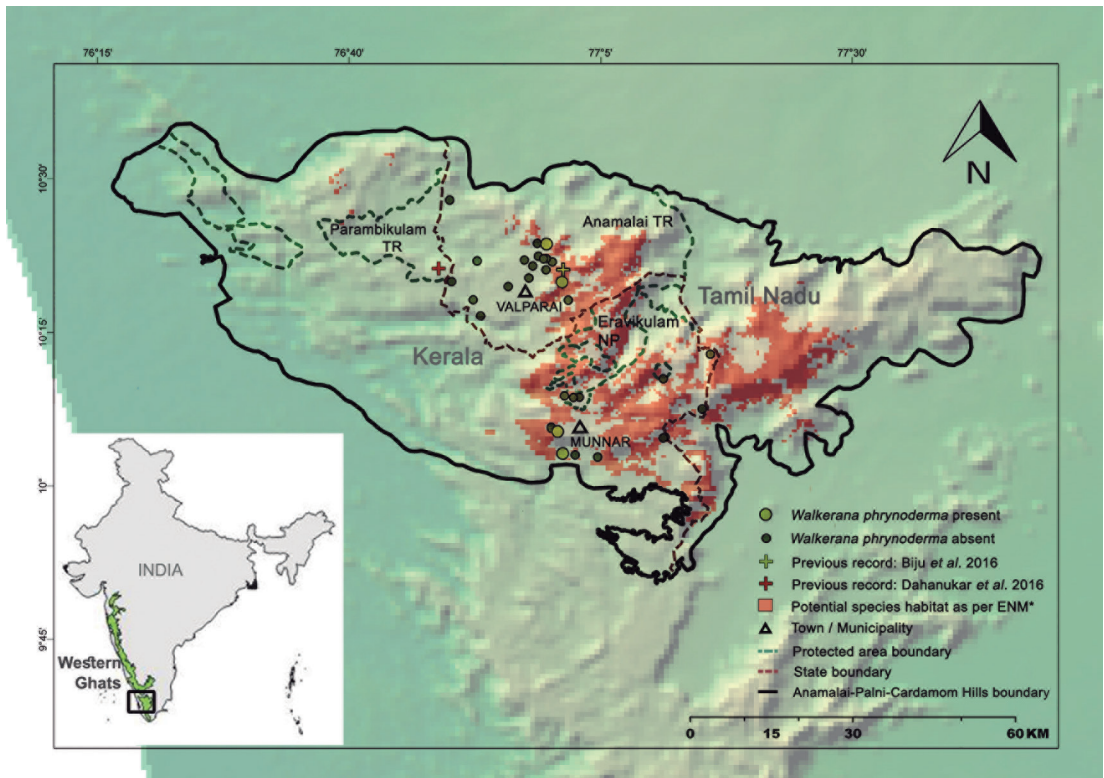 76°15'
76°40'
77°5'
77°30'
10°30'
10°15'
10°
9°45'
N
Anamalai TR
Parambikulam
TR
VALPARAI
Tamil Nadu
Eravikulam
NP
Kerala
MUNNAR
INDIA
Western
Ghats
Walkerana phrynoderma present
Walkerana phrynoderma absent
Previous record: Biju et al. 2016
Previous record: Dahanukar et al. 2016
Potential species habitat as per ENM*
Town / Municipality
Protected area boundary
State boundary
Anamalai-Palni-Cardamom Hills boundary
0 15 30 60 KM